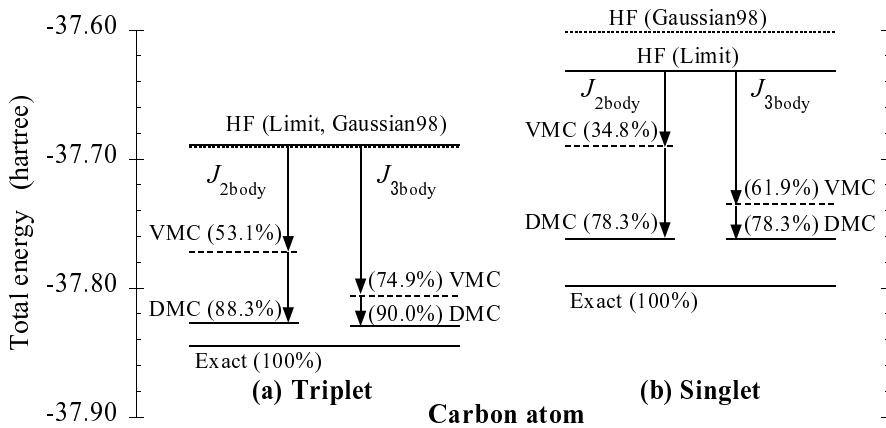 Total energy (hartree)
-37.60
-37.70
-37.80
-37.90
HF (Limit, Gaussian98)
J2body
J3body
VMC (53.1%)
(74.9%) VMC
DMC (88.3%)
(90.0%) DMC
Exact (100%)
(a) Triplet
HF (Gaussian98)
HF (Limit)
J2body
J3body
VMC (34.8%)
(61.9%) VMC
DMC (78.3%)
(78.3%) DMC
Exact (100%)
(b) Singlet
Carbon atom